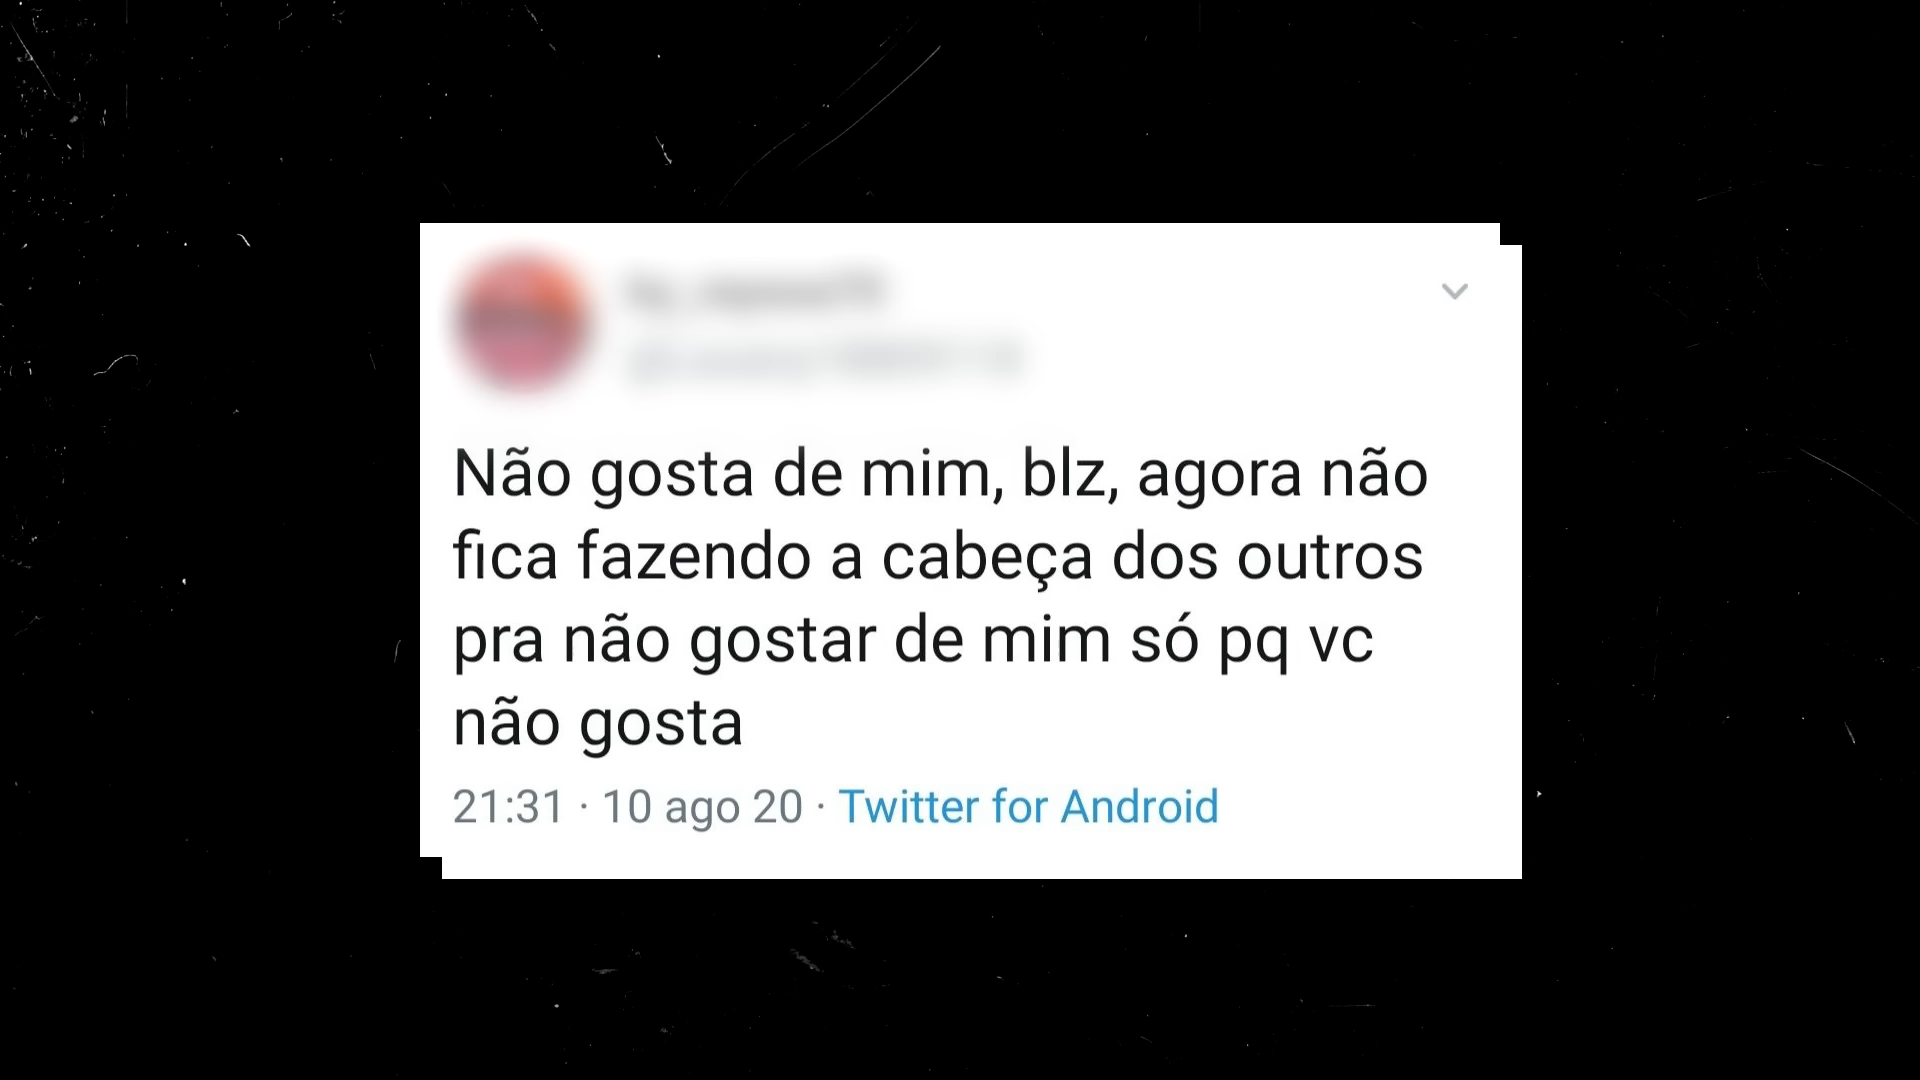 Não gosta de mim, blz, agora não
fica fazendo a cabeça dos outros
pra não gostar de mim só pq vc
não gosta
21:31 · 10 ago 20 · Twitter for Android